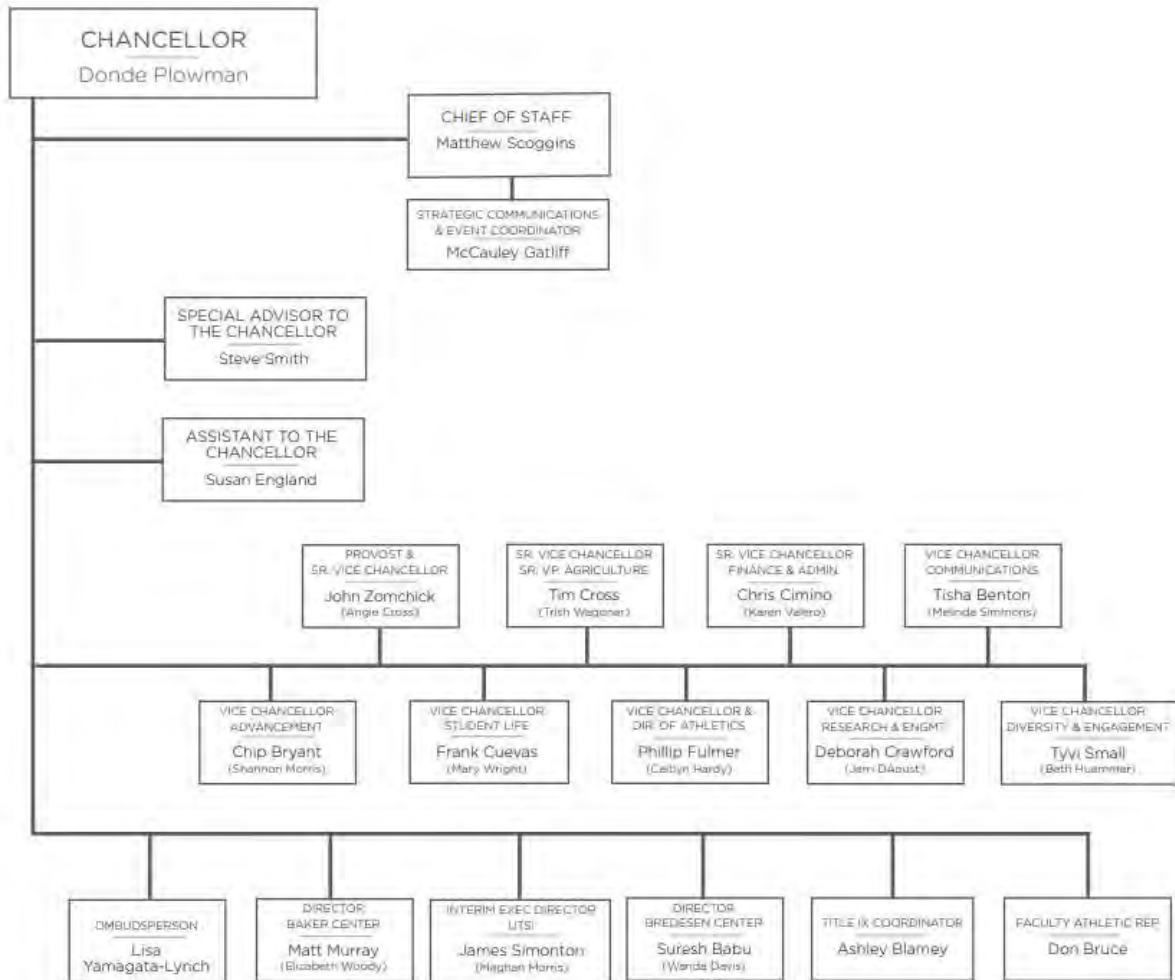 CHANCELLOR
Donde Plowman
CHIEF OF STAFF
Matthew Scoggins
STRATEGIC COMMUNICATIONS
& EVENT COORDINATOR
McCauley Gatliff
SPECIAL ADVISOR TO
THE CHANCELLOR
Steve Smith
ASSISTANT TO THE
CHANCELLOR
Susan England
PROVOST &
SR. VICE CHANCELLOR
John Zomchick
(Angie Cross)
SR. VICE CHANCELLOR
SR. VP. AGRICULTURE
Tim Cross
(Trish Wagoner)
SR. VICE CHANCELLOR
FINANCE & ADMIN
Chris Cimino
(Karen Valero)
VICE CHANCELLOR
COMMUNICATIONS
Tisha Benton
(Melinda Simmons)
VICE CHANCELLOR
ADVANCEMENT
Chip Bryant
(Shannon Morris)
VICE CHANCELLOR
STUDENT LIFE
Frank Cuevas
(Mary Wright)
VICE CHANCELLOR &
DIR. OF ATHLETICS
Phillip Fulmer
(Caitlyn Hardy)
VICE CHANCELLOR
RESEARCH & ENGMT
Deborah Crawford
(Jerri DAoust)
VICE CHANCELLOR
DIVERSITY & ENGAGEMENT
Tyvi Small
(Beth Huemmer)
OMBUDSPERSON
Lisa
Yamagata-Lynch
DIRECTOR
BAKER CENTER
Matt Murray
(Elizabeth Woody)
INTERIM EXEC DIRECTOR
UTSI
James Simonton
(Maghan Morris)
DIRECTOR
BREDESEN CENTER
Suresh Babu
(Wanda Davis)
TITLE IX COORDINATOR
Ashley Blamey
FACULTY ATHLETIC REP
Don Bruce